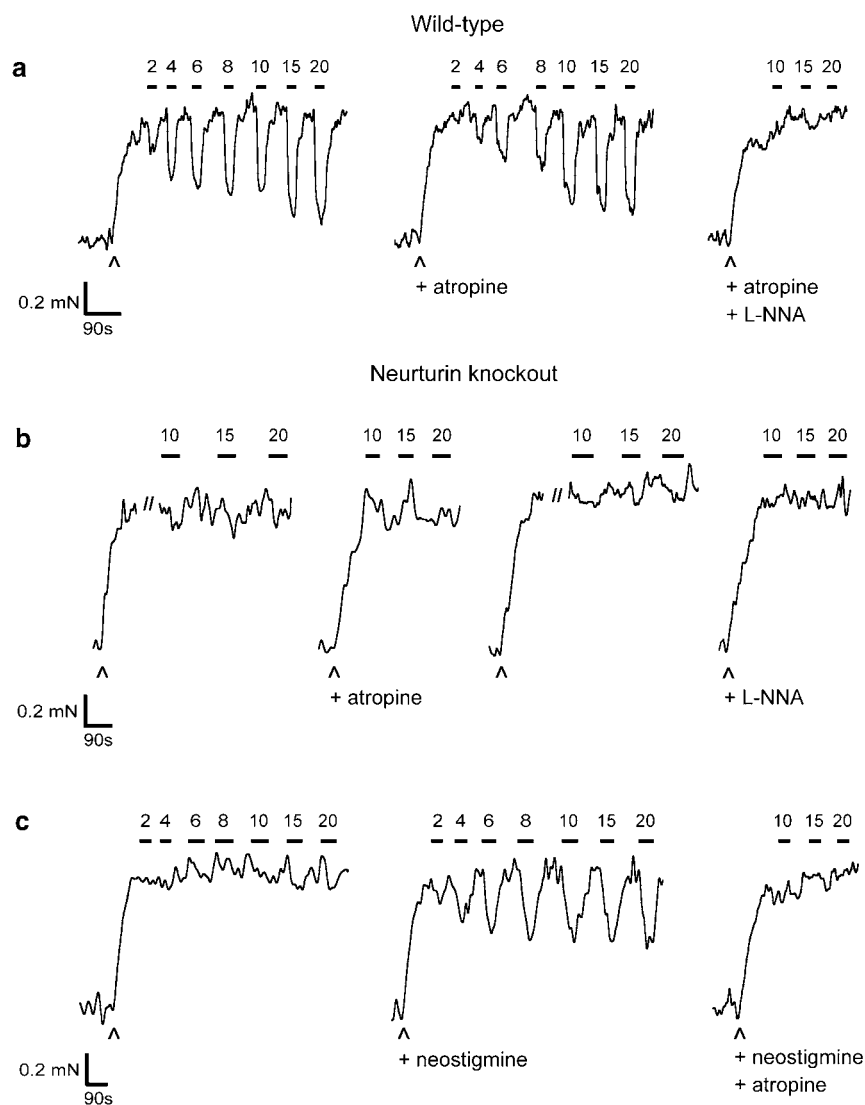 Wild-type
a
2 4 6 8 10 15 20
2 4 6 8 10 15 20
10 15 20
^
^
^
+ atropine
+ atropine
+ L-NNA
0.2 mN
90s
Neurturin knockout
b
10 15 20
10 15 20
10 15 20
10 15 20
//
//
^
^
^
^
+ atropine
+ L-NNA
0.2 mN
90s
c
2 4 6 8 10 15 20
2 4 6 8 10 15 20
10 15 20
^
^
^
+ neostigmine
+ neostigmine
+ atropine
0.2 mN
90s